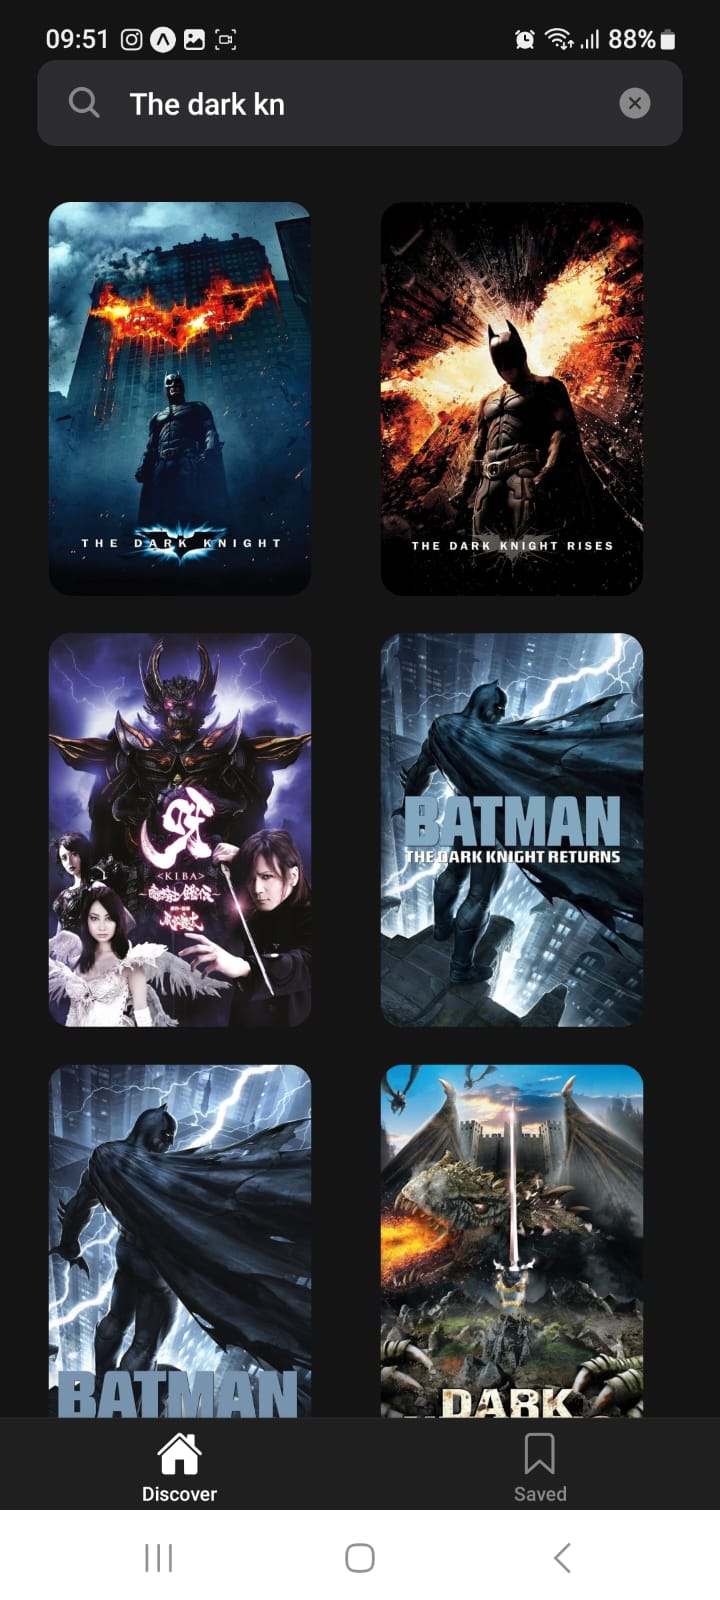 09:51
88%
The dark kn
THE DARK KNIGHT
THE DARK KNIGHT RISES
<KIBA>
BATMAN
THE DARK KNIGHT RETURNS
BATMAN
DARK
Discover
Saved